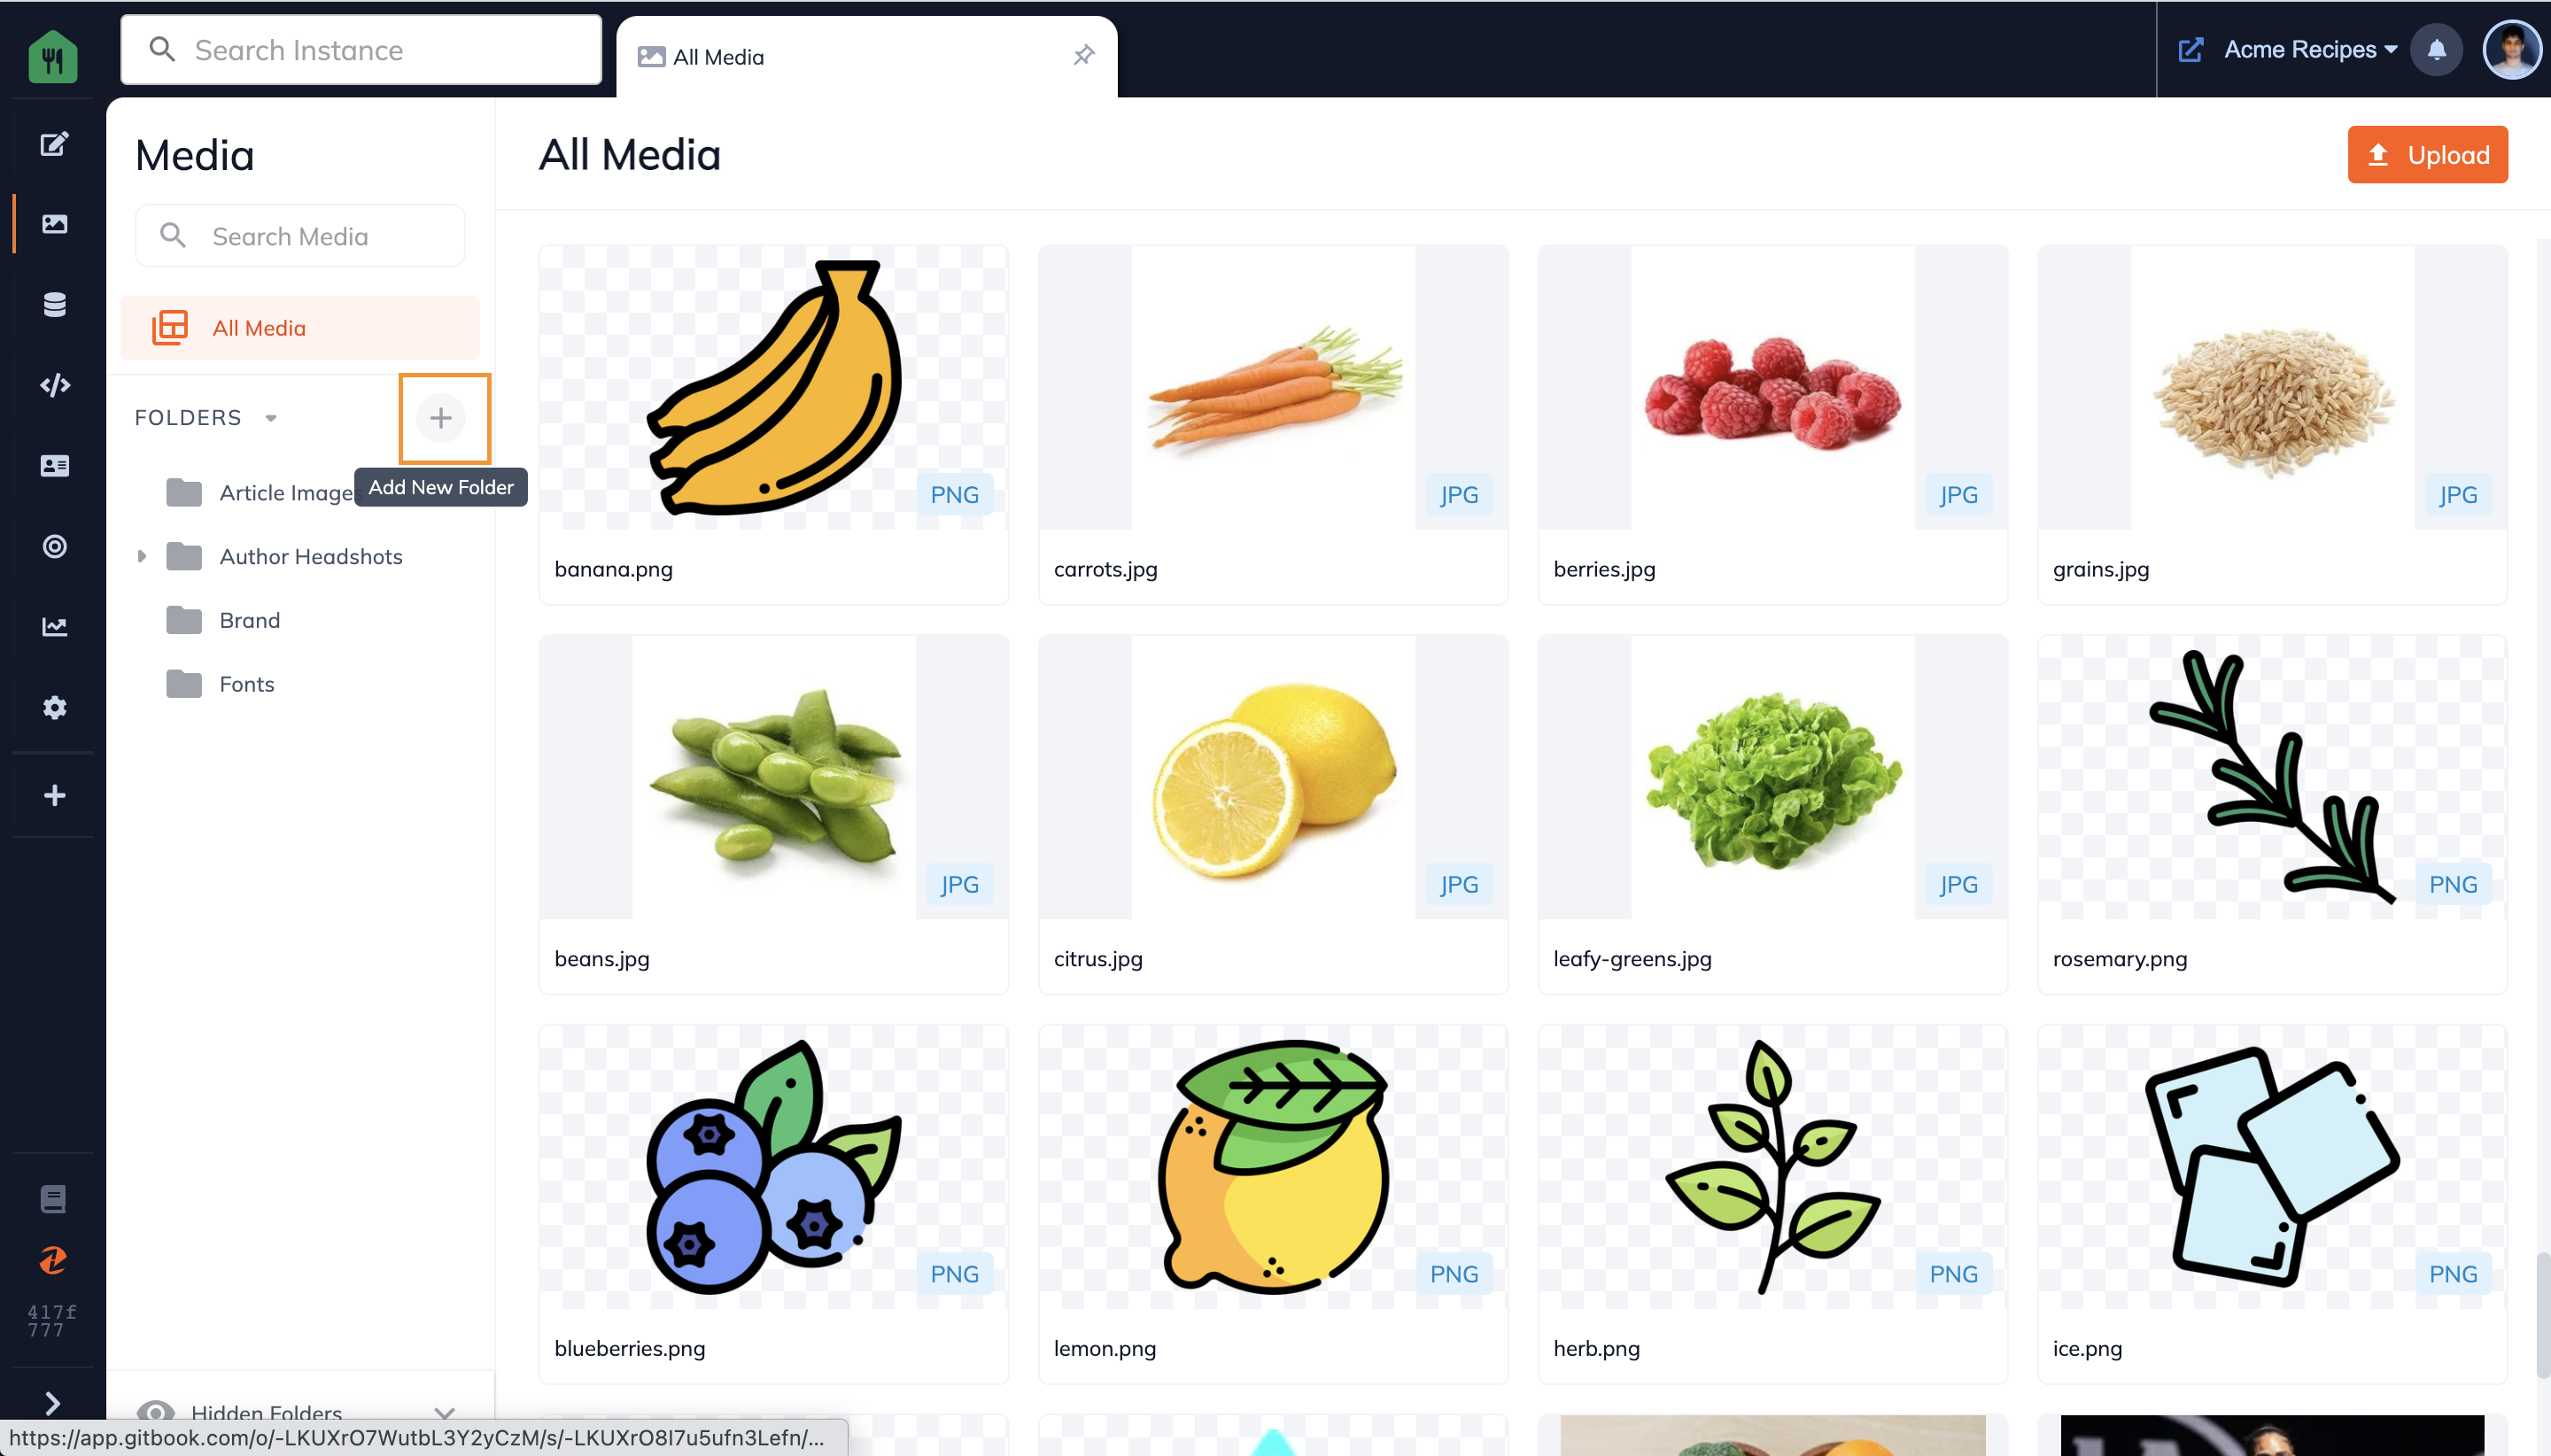 Search Instance
All Media
Acme Recipes
Media
Search Media
All Media
FOLDERS
Add New Folder
Article Images
Author Headshots
Brand
Fonts
417f
777
Hidden Folders
https://app.gitbook.com/o/-LKUXrO7WutbL3Y2yCzM/s/-LKUXrO8I7u5ufn3Lefn/...
All Media
Upload
PNG
JPG
JPG
JPG
banana.png
carrots.jpg
berries.jpg
grains.jpg
JPG
JPG
JPG
PNG
beans.jpg
citrus.jpg
leafy-greens.jpg
rosemary.png
PNG
PNG
PNG
PNG
blueberries.png
lemon.png
herb.png
ice.png